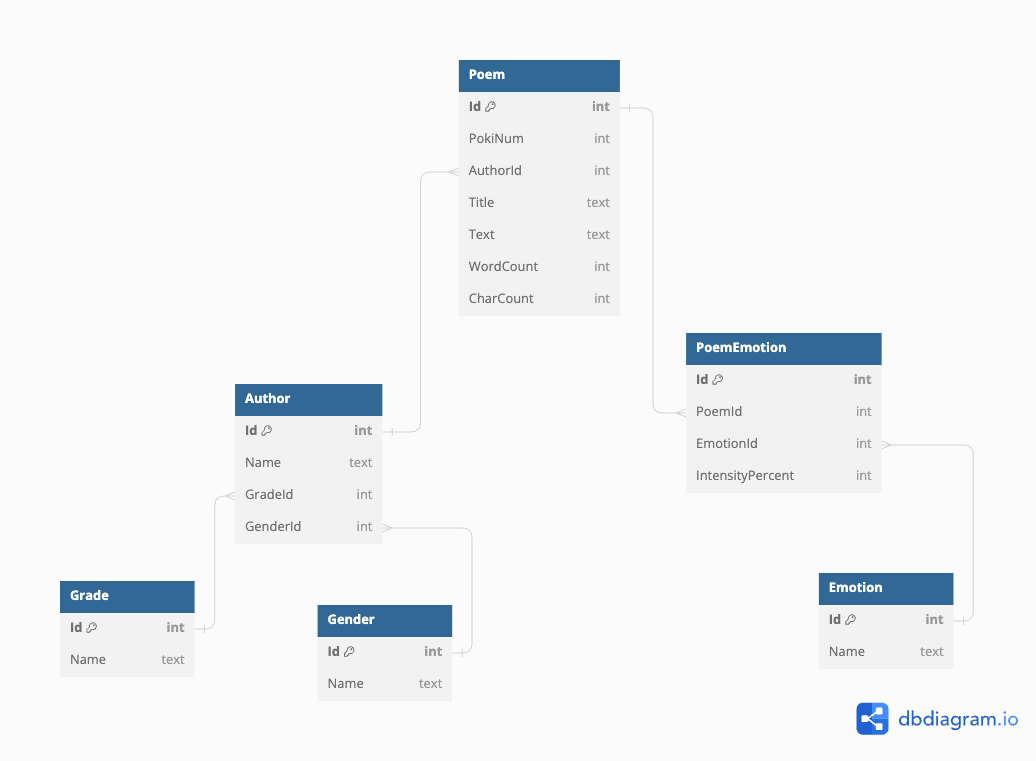 Poem
Id int
PokiNum int
AuthorId int
Title text
Text text
WordCount int
CharCount int
PoemEmotion
Id int
PoemId int
EmotionId int
IntensityPercent int
Author
Id int
Name text
GradeId int
GenderId int
Grade
Id int
Name text
Gender
Id int
Name text
Emotion
Id int
Name text
dbdiagram.io